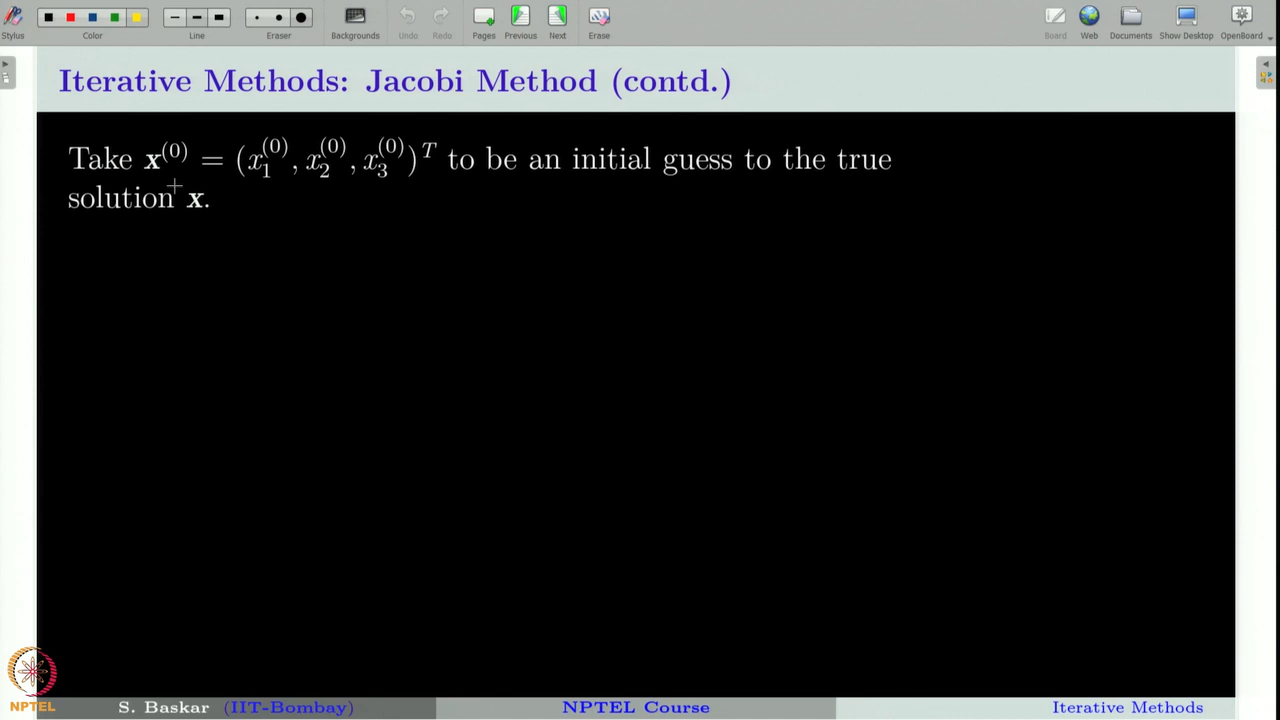 Stylus
Color
Line
Eraser
Backgrounds
Undo
Redo
Pages
Previous
Next
Erase
Board
Web
Documents
Show Desktop
OpenBoard
Iterative Methods: Jacobi Method (contd.)
Take x^(0) = (x_1^(0), x_2^(0), x_3^(0))^T to be an initial guess to the true
solution x.
NPTEL
S. Baskar (IIT-Bombay)
NPTEL Course
Iterative Methods